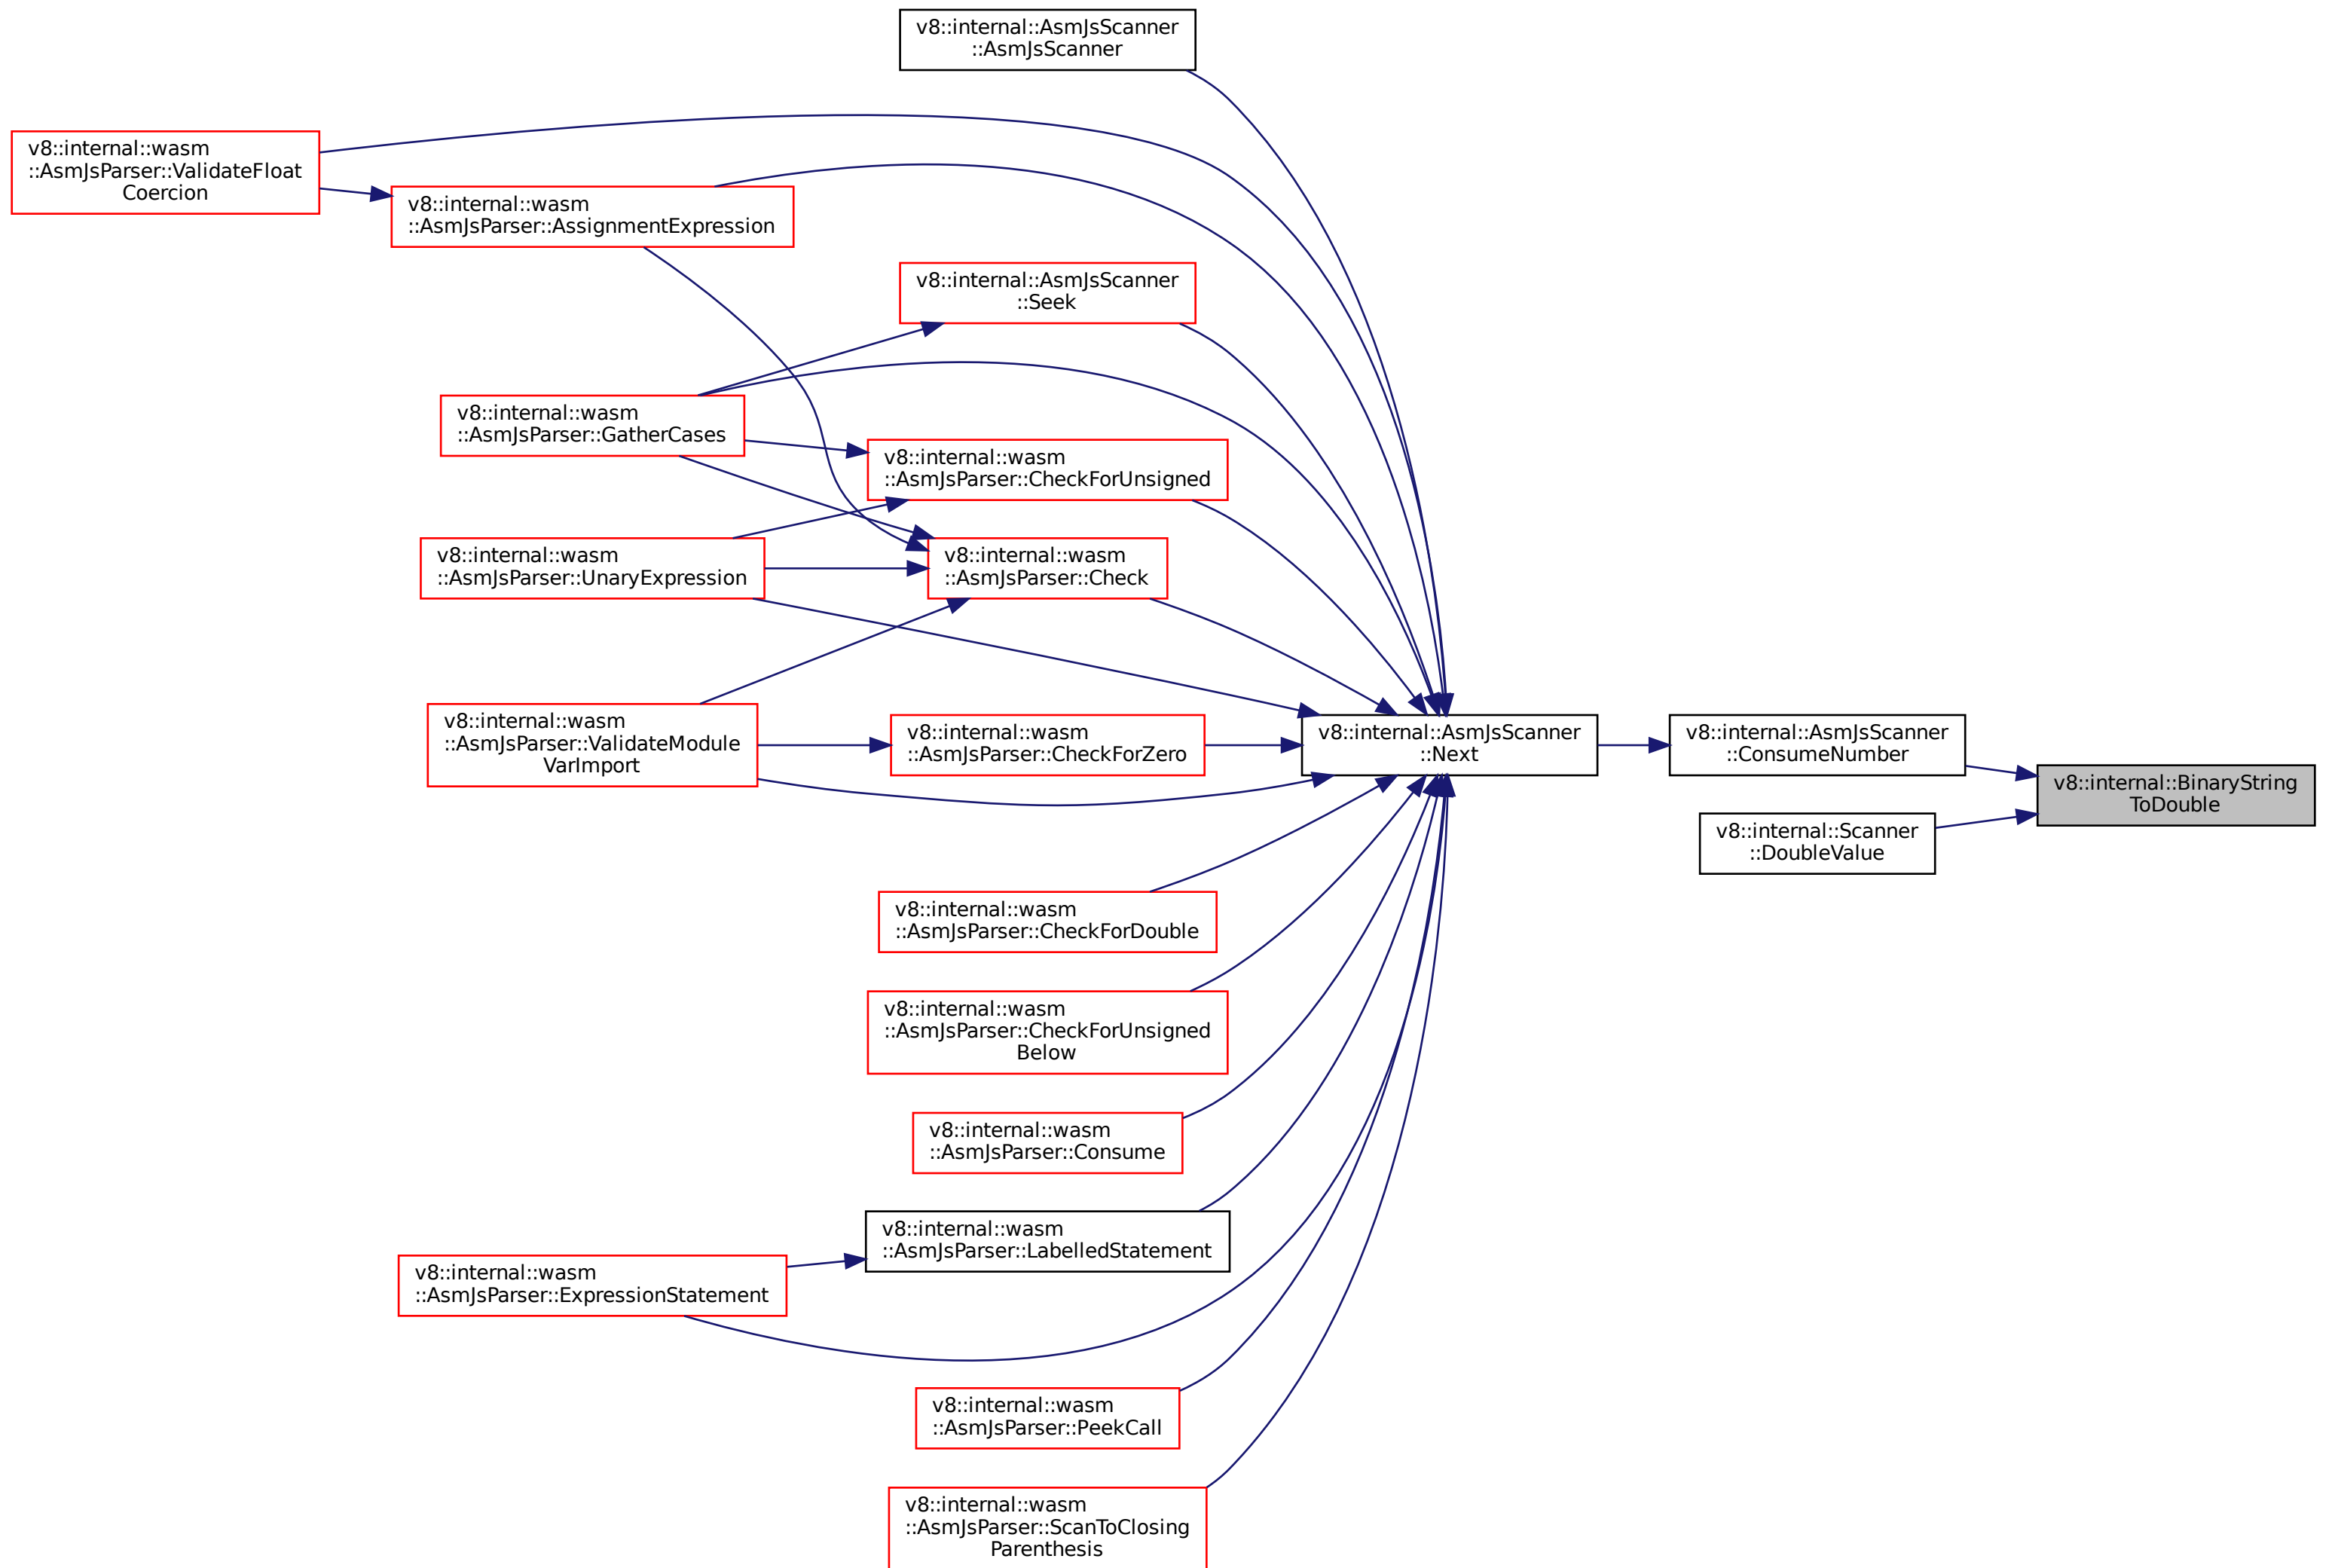 v8::internal::AsmJsScanner
::AsmJsScanner
v8::internal::wasm
::AsmJsParser::ValidateFloat
Coercion
v8::internal::wasm
::AsmJsParser::AssignmentExpression
v8::internal::AsmJsScanner
::Seek
v8::internal::wasm
::AsmJsParser::GatherCases
v8::internal::wasm
::AsmJsParser::CheckForUnsigned
v8::internal::wasm
::AsmJsParser::UnaryExpression
v8::internal::wasm
::AsmJsParser::Check
v8::internal::wasm
::AsmJsParser::ValidateModule
VarImport
v8::internal::wasm
::AsmJsParser::CheckForZero
v8::internal::AsmJsScanner
::Next
v8::internal::AsmJsScanner
::ConsumeNumber
v8::internal::BinaryString
ToDouble
v8::internal::Scanner
::DoubleValue
v8::internal::wasm
::AsmJsParser::CheckForDouble
v8::internal::wasm
::AsmJsParser::CheckForUnsigned
Below
v8::internal::wasm
::AsmJsParser::Consume
v8::internal::wasm
::AsmJsParser::LabelledStatement
v8::internal::wasm
::AsmJsParser::ExpressionStatement
v8::internal::wasm
::AsmJsParser::PeekCall
v8::internal::wasm
::AsmJsParser::ScanToClosing
Parenthesis